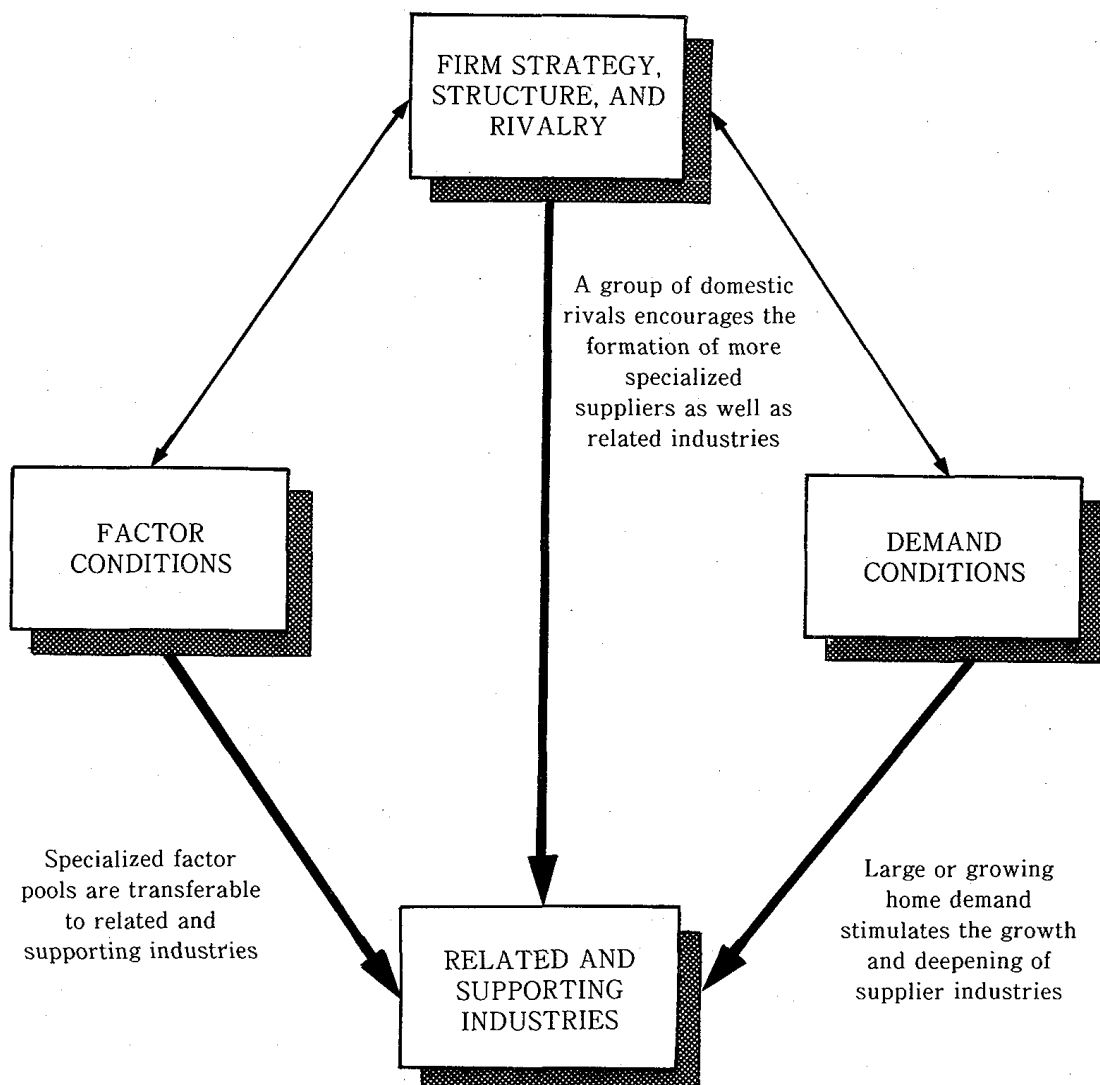 FIRM STRATEGY,
STRUCTURE, AND
RIVALRY
A group of domestic
rivals encourages the
formation of more
specialized
suppliers as well as
related industries
FACTOR
CONDITIONS
DEMAND
CONDITIONS
Specialized factor
pools are transferable
to related and
supporting industries
Large or growing
home demand
stimulates the growth
and deepening of
supplier industries
RELATED AND
SUPPORTING
INDUSTRIES